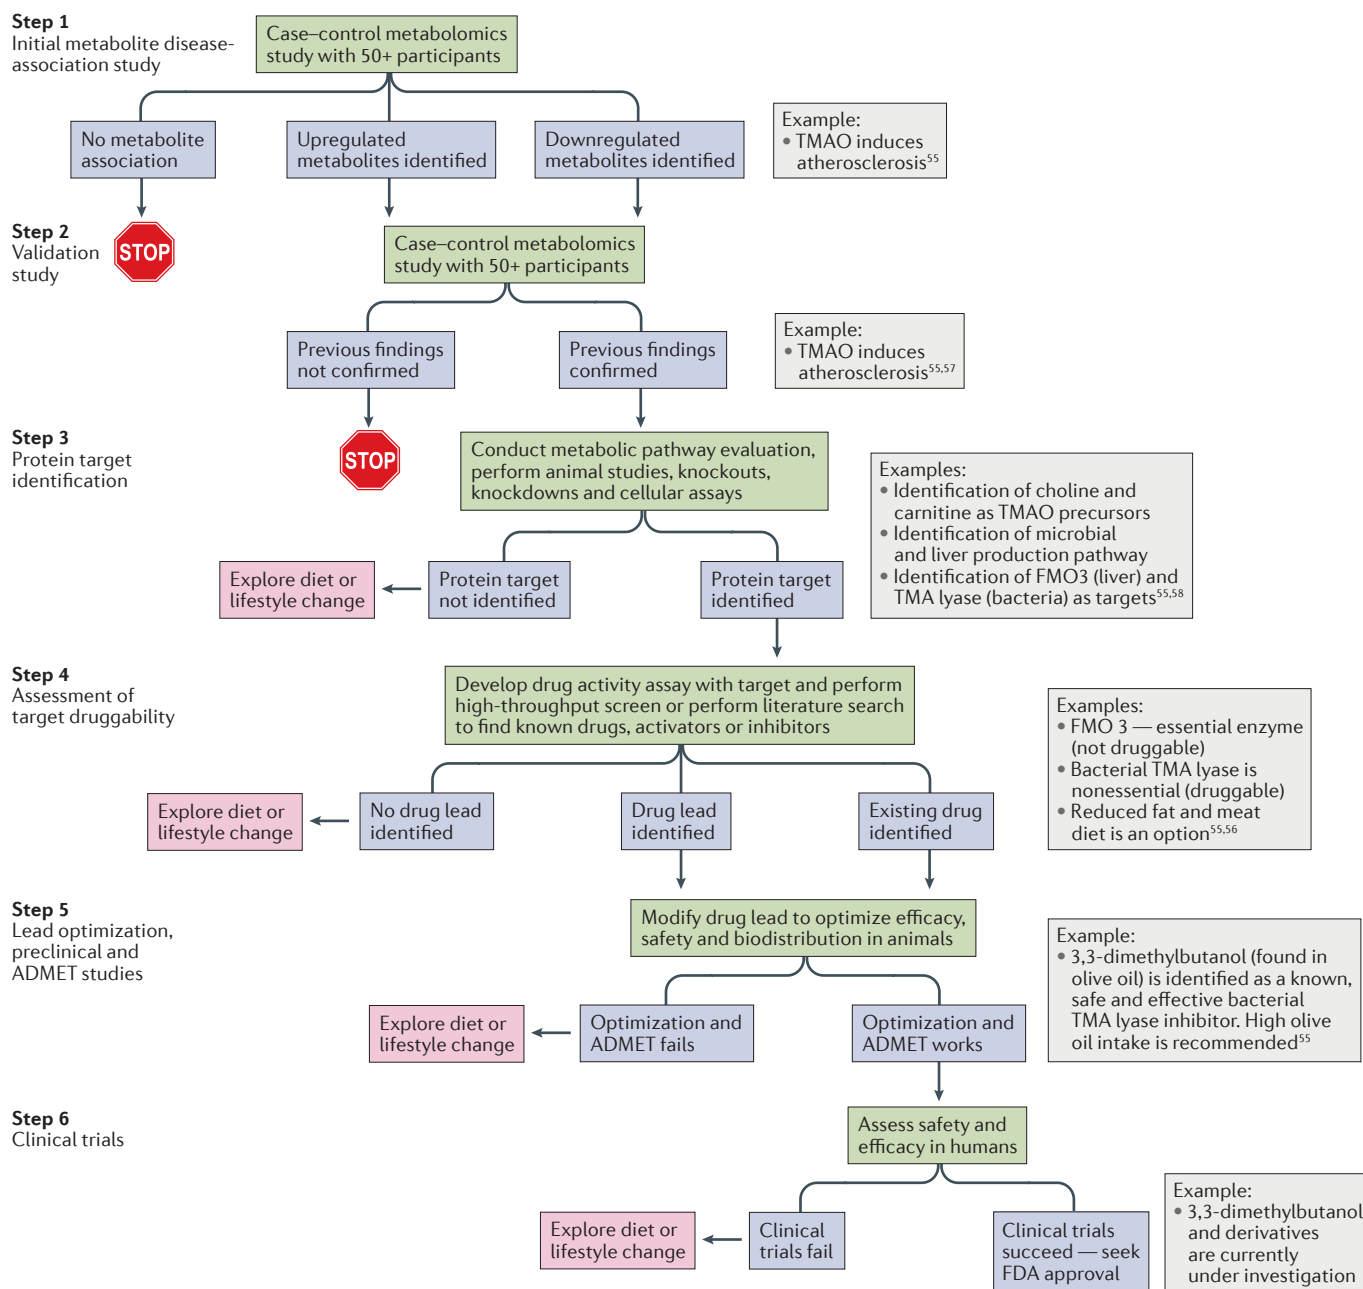 Step 1
Initial metabolite disease-
association study
Case–control metabolomics
study with 50+ participants
No metabolite
association
Upregulated
metabolites identified
Downregulated
metabolites identified
Example:
• TMAO induces
atherosclerosis55
Step 2
Validation
study
STOP
Case–control metabolomics
study with 50+ participants
Previous findings
not confirmed
Previous findings
confirmed
Example:
• TMAO induces
atherosclerosis55,57
Step 3
Protein target
identification
STOP
Conduct metabolic pathway evaluation,
perform animal studies, knockouts,
knockdowns and cellular assays
Examples:
• Identification of choline and
carnitine as TMAO precursors
• Identification of microbial
and liver production pathway
• Identification of FMO3 (liver) and
TMA lyase (bacteria) as targets55,58
Explore diet or
lifestyle change
Protein target
not identified
Protein target
identified
Step 4
Assessment of
target druggability
Develop drug activity assay with target and perform
high-throughput screen or perform literature search
to find known drugs, activators or inhibitors
Examples:
• FMO 3 — essential enzyme
(not druggable)
• Bacterial TMA lyase is
nonessential (druggable)
• Reduced fat and meat
diet is an option55,56
Explore diet or
lifestyle change
No drug lead
identified
Drug lead
identified
Existing drug
identified
Step 5
Lead optimization,
preclinical and
ADMET studies
Modify drug lead to optimize efficacy,
safety and biodistribution in animals
Example:
• 3,3-dimethylbutanol (found in
olive oil) is identified as a known,
safe and effective bacterial
TMA lyase inhibitor. High olive
oil intake is recommended55
Explore diet or
lifestyle change
Optimization and
ADMET fails
Optimization and
ADMET works
Step 6
Clinical trials
Assess safety and
efficacy in humans
Explore diet or
lifestyle change
Clinical
trials fail
Clinical trials
succeed — seek
FDA approval
Example:
• 3,3-dimethylbutanol
and derivatives
are currently
under investigation